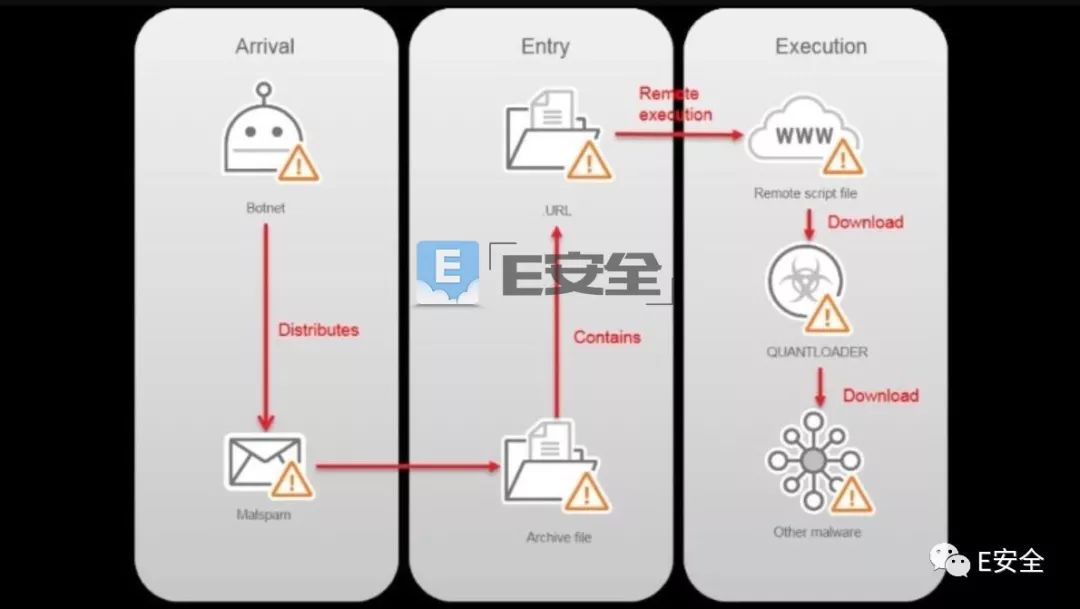 Arrival
Botnet
Distributes
Malspam
Entry
.URL
E
E安全
Contains
Archive file
Remote
execution
Execution
WWW
Remote script file
Download
QUANTLOADER
Download
Other malware
E安全